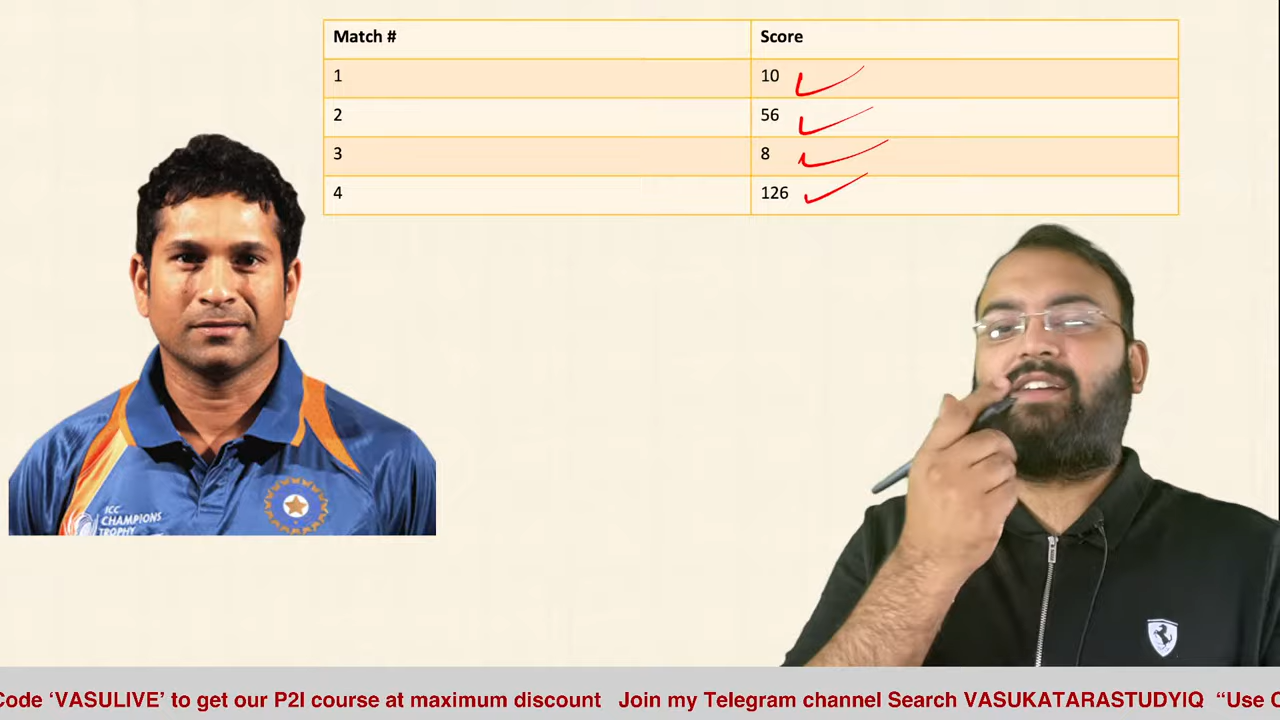 Match # Score
1 10
2 56
3 8
4 126
ICC
CHAMPIONS
TROPHY
Code ‘VASULIVE’ to get our P2I course at maximum discount Join my Telegram channel Search VASUKATARASTUDYIQ “Use C